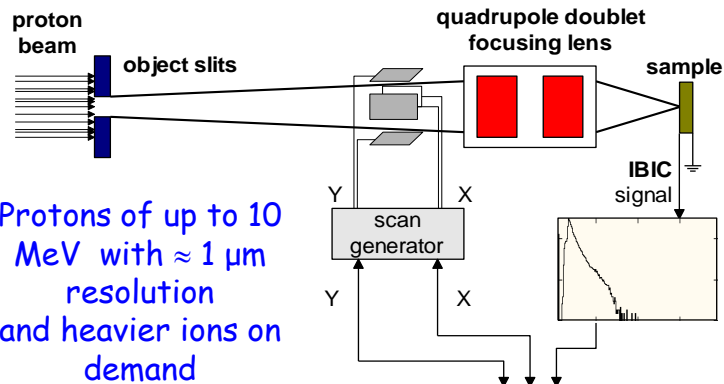 proton
beam
object slits
quadrupole doublet
focusing lens
sample
IBIC
signal
Y X
scan
generator
Y X
Protons of up to 10
MeV with ≈ 1 µm
resolution
and heavier ions on
demand